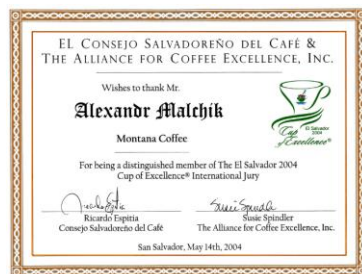 EL CONSEJO SALVADOREÑO DEL CAFÉ &
THE ALLIANCE FOR COFFEE EXCELLENCE, INC.
Wishes to thank Mr.
Alexandr Malchik
Montana Coffee
El Salvador
2004
Cup
of Excellence®
For being a distinguished member of The El Salvador 2004
Cup of Excellence® International Jury
Susie Spindler
Ricardo Espitia
Consejo Salvadoreño del Café
Susie Spindler
The Alliance for Coffee Excellence, Inc.
San Salvador, May 14th, 2004